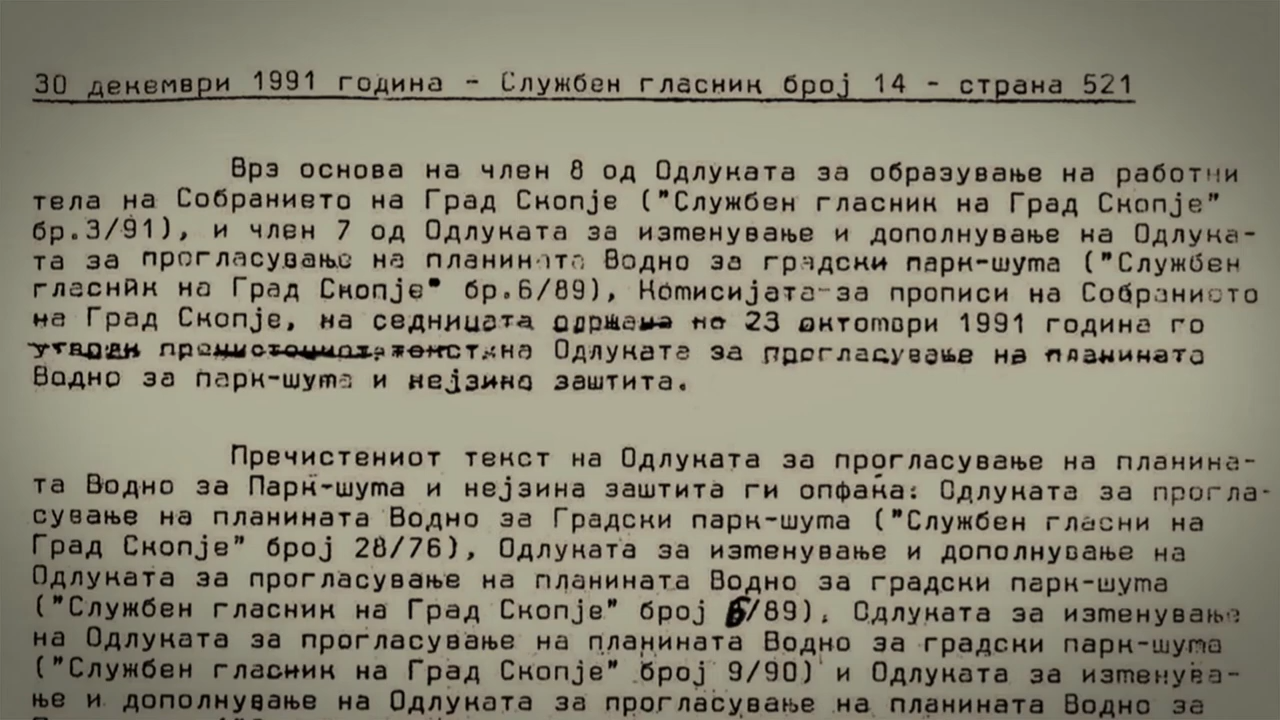 30 декември 1991 година - Службен гласник број 14 - страна 521
Врз основа на член 8 од Одлуката за образување на работни
тела на Собранието на Град Скопје ("Службен гласник на Град Скопје"
бр.3/91), и член 7 од Одлуката за изменување и дополнување на Одлука-
та за прогласување на планината Водно за градски парк-шума ("Службен
гласник на Град Скопје" бр.6/89), Комисијата за прописи на Собранието
на Град Скопје, на седницата одржана на 23 октомври 1991 година го
утврди пречистениот текст на Одлуката за прогласување на планината
Водно за парк-шума и нејзина заштита.
Пречистениот текст на Одлуката за прогласување на планина-
та Водно за Парк-шума и нејзина заштита ги опфаќа: Одлуката за прогла-
сување на планината Водно за Градски парк-шума ("Службен гласни на
Град Скопје" број 28/76), Одлуката за изменување и дополнување на
Одлуката за прогласување на планината Водно за градски парк-шума
("Службен гласник на Град Скопје" број 6/89), Одлуката за изменување
на Одлуката за прогласување на планината Водно за градски парк-шума
("Службен гласник на Град Скопје" број 9/90) и Одлуката за изменува-
ње и дополнување на Одлуката за прогласување на планината Водно за